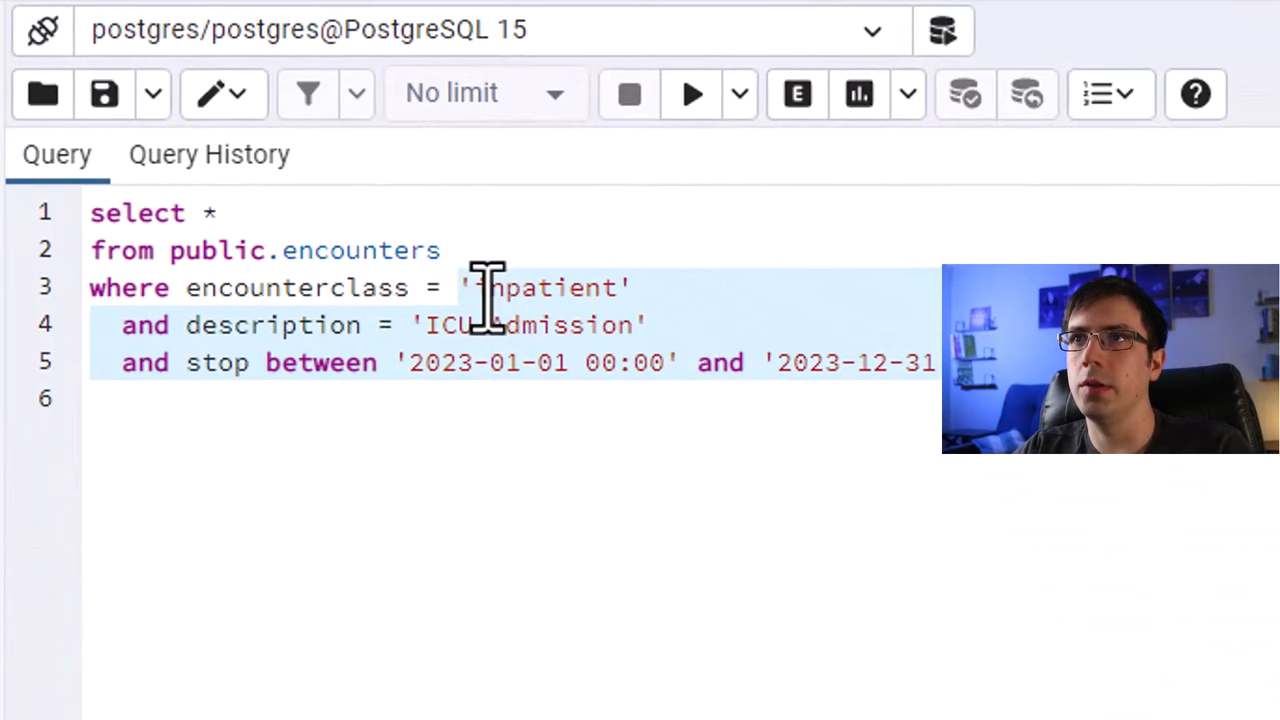 postgres/postgres@PostgreSQL 15
No limit
E
Query Query History
1 select *
2 from public.encounters
3 where encounterclass = 'inpatient'
4 and description = 'ICU Admission'
5 and stop between '2023-01-01 00:00' and '2023-12-31
6